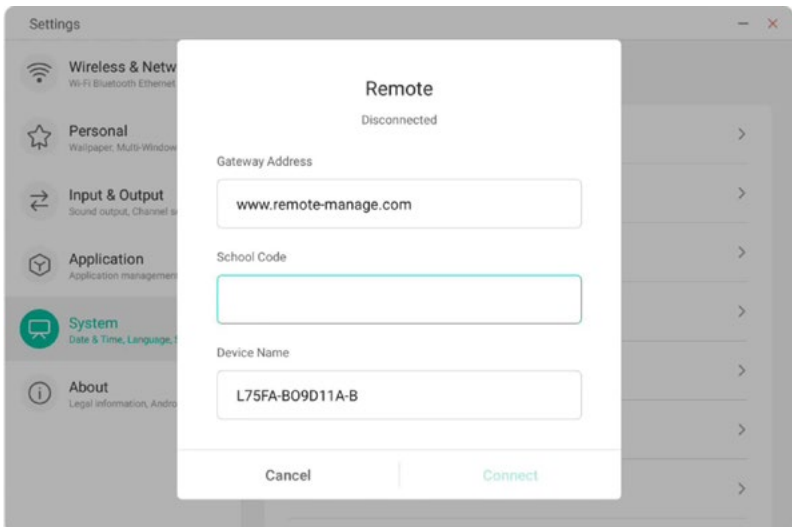 Settings
Wireless & Netw
Wi-Fi Bluetooth Ethernet
Personal
Wallpaper, Multi-Window
Input & Output
Sound output, Channel s
Application
Application managemen
System
Date & Time, Language, S
About
Legal information, Andro
Remote
Disconnected
Gateway Address
www.remote-manage.com
School Code
Device Name
L75FA-BO9D11A-B
Cancel
Connect